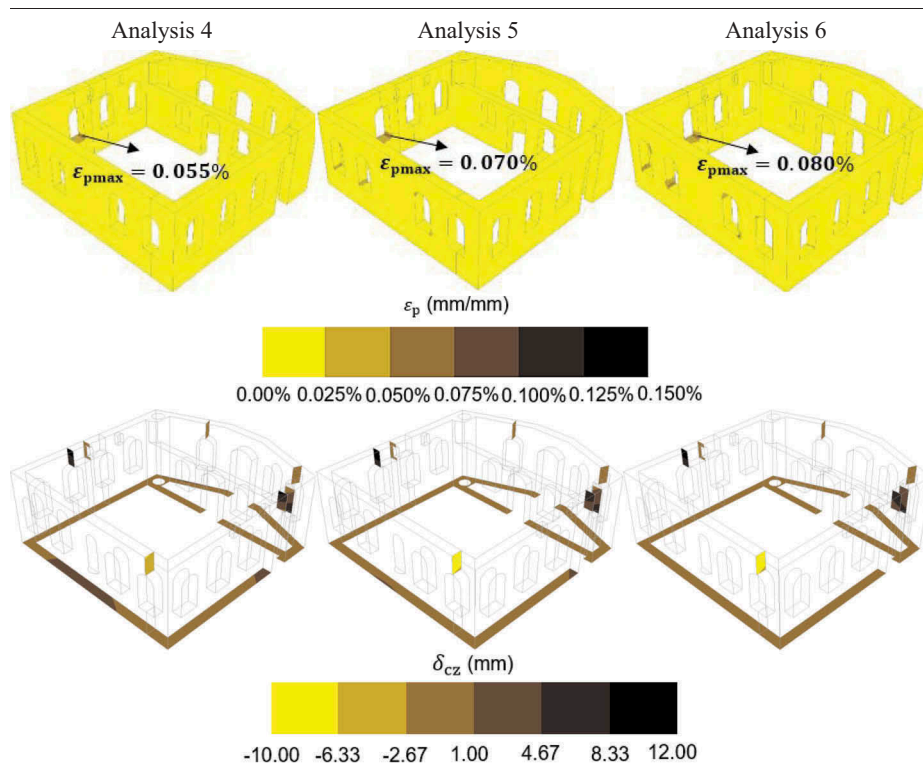 Analysis 4 Analysis 5 Analysis 6
εpmax = 0.055% εpmax = 0.070% εpmax = 0.080%
εp (mm/mm)
0.00% 0.025% 0.050% 0.075% 0.100% 0.125% 0.150%
δcz (mm)
-10.00 -6.33 -2.67 1.00 4.67 8.33 12.00